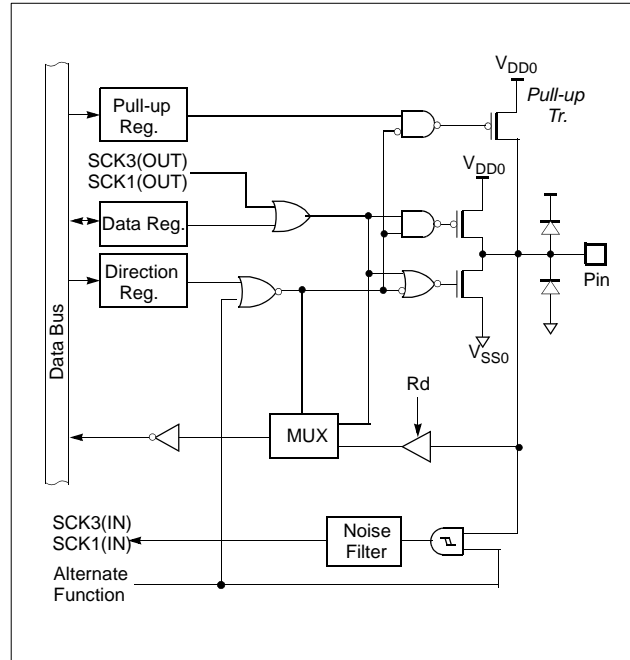 VDD0
Pull-up
Tr.
Pull-up
Reg.
SCK3(OUT)
SCK1(OUT)
VDD0
Data Reg.
Direction
Reg.
Pin
Data Bus
VSS0
Rd
MUX
SCK3(IN)
SCK1(IN)
Noise
Filter
Alternate
Function